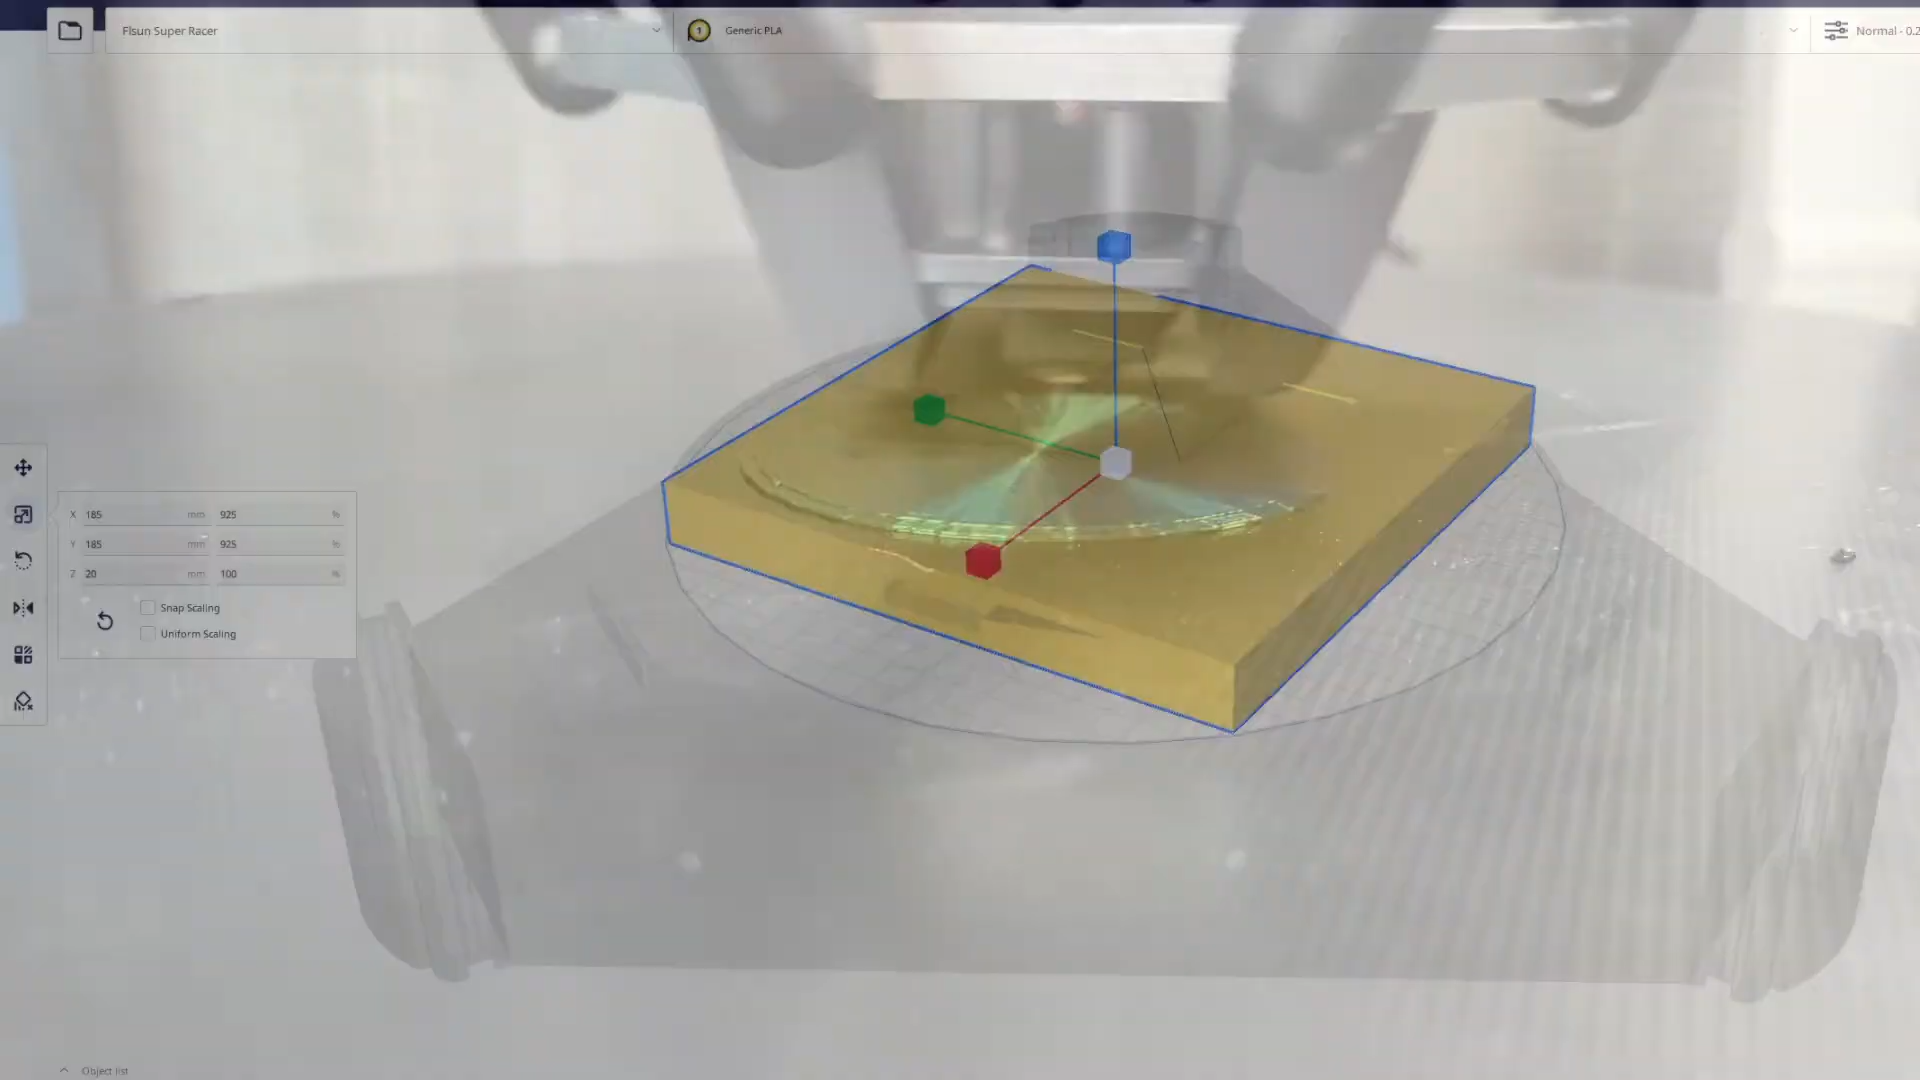 Flsun Super Racer
1 Generic PLA
Normal - 0.2
X 185 mm 925 %
Y 185 mm 925 %
Z 20 mm 100 %
Snap Scaling
Uniform Scaling
Object list